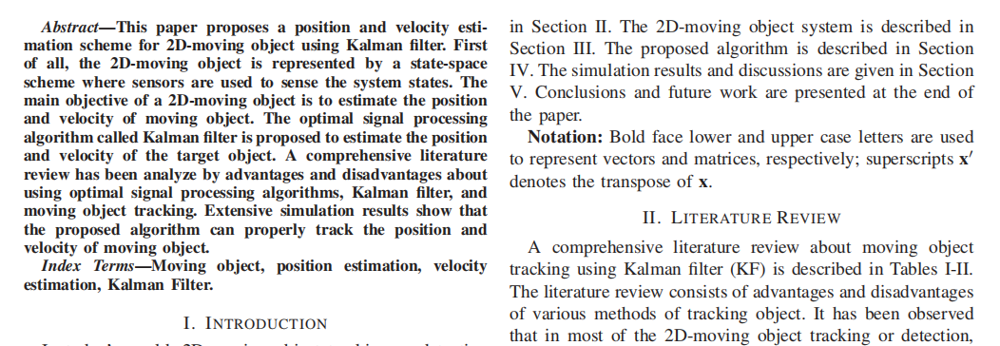 Abstract—This paper proposes a position and velocity esti-
mation scheme for 2D-moving object using Kalman filter. First
of all, the 2D-moving object is represented by a state-space
scheme where sensors are used to sense the system states. The
main objective of a 2D-moving object is to estimate the position
and velocity of moving object. The optimal signal processing
algorithm called Kalman filter is proposed to estimate the position
and velocity of the target object. A comprehensive literature
review has been analyze by advantages and disadvantages about
using optimal signal processing algorithms, Kalman filter, and
moving object tracking. Extensive simulation results show that
the proposed algorithm can properly track the position and
velocity of moving object.
Index Terms—Moving object, position estimation, velocity
estimation, Kalman Filter.
I. INTRODUCTION
in Section II. The 2D-moving object system is described in
Section III. The proposed algorithm is described in Section
IV. The simulation results and discussions are given in Section
V. Conclusions and future work are presented at the end of
the paper.
Notation: Bold face lower and upper case letters are used
to represent vectors and matrices, respectively; superscripts x′
denotes the transpose of x.
II. LITERATURE REVIEW
A comprehensive literature review about moving object
tracking using Kalman filter (KF) is described in Tables I-II.
The literature review consists of advantages and disadvantages
of various methods of tracking object. It has been observed
that in most of the 2D-moving object tracking or detection,